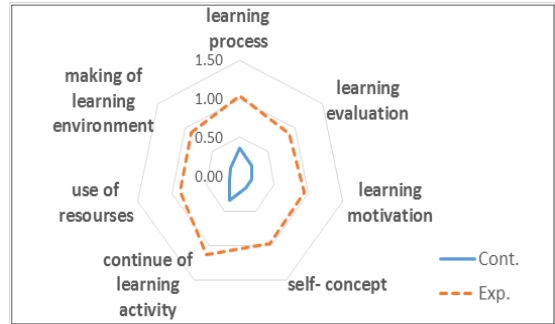 learning
process
1.50
1.00
0.50
0.00
learning
evaluation
learning
motivation
self- concept
continue of
learning
activity
use of
resourses
making of
learning
environment
Cont.
Exp.